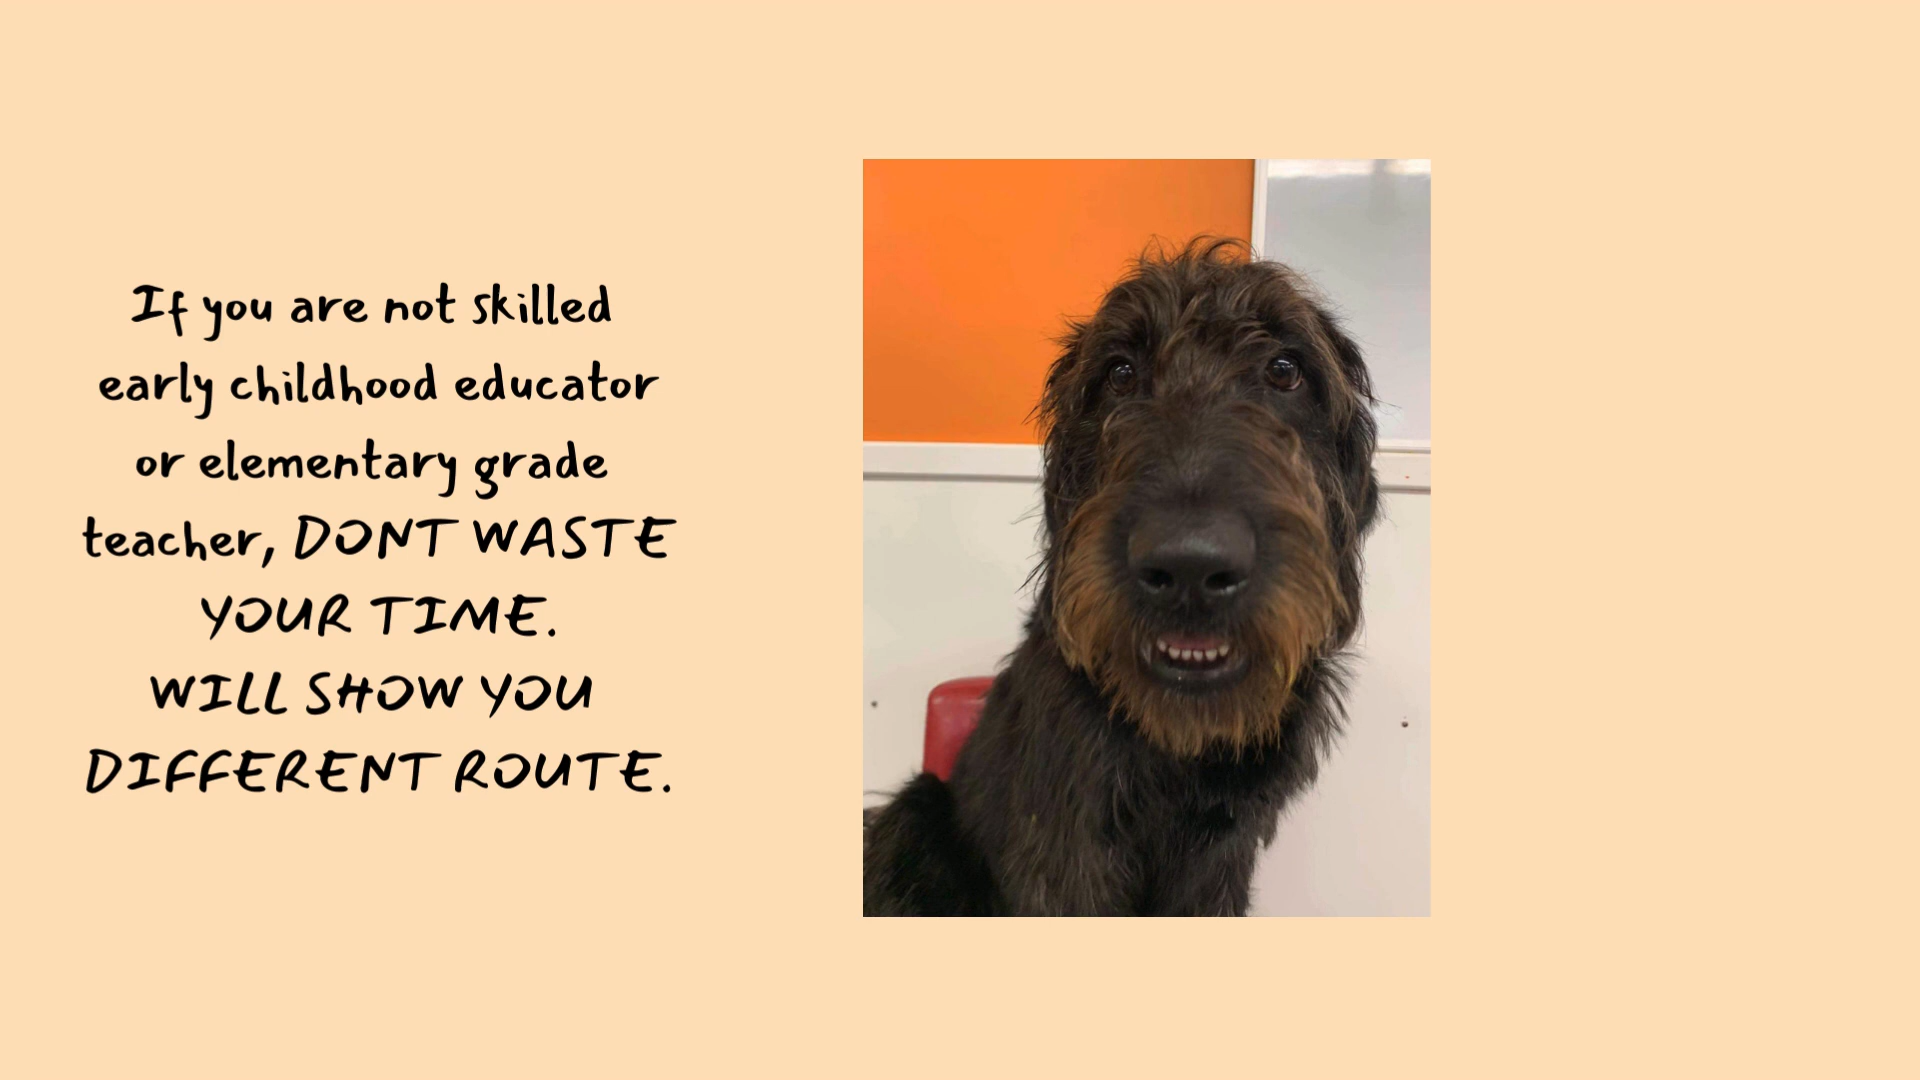 If you are not skilled
early childhood educator
or elementary grade
teacher, DONT WASTE
YOUR TIME.
WILL SHOW YOU
DIFFERENT ROUTE.